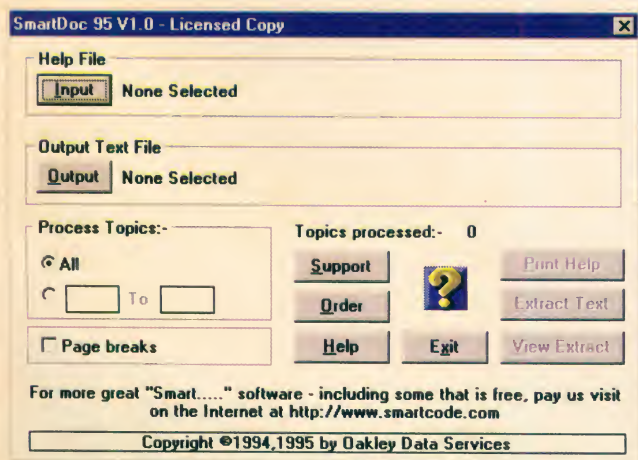 SmartDoc 95 V1.0 - Licensed Copy
Help File
Input None Selected
Output Text File
Output None Selected
Process Topics:-
All
To
Page breaks
Topics processed:- 0
Support
Order
Help
Exit
Print Help
Extract Text
View Extract
For more great "Smart....." software - including some that is free, pay us visit
on the Internet at http://www.smartcode.com
Copyright ©1994,1995 by Oakley Data Services